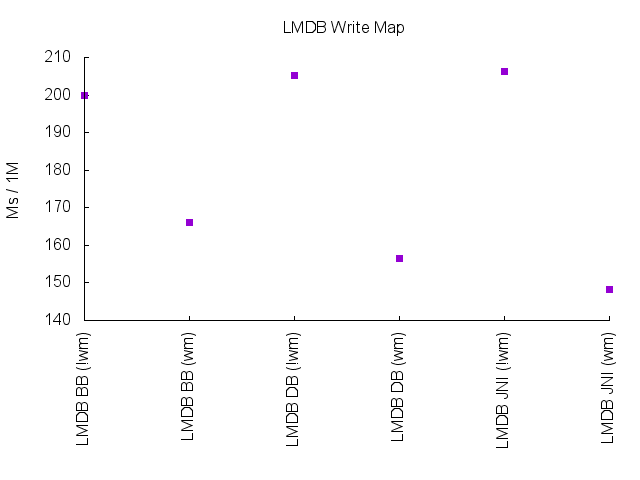 LMDB Write Map
210
200
190
180
170
160
150
140
Ms / 1M
LMDB BB (!wm)
LMDB BB (wm)
LMDB DB (!wm)
LMDB DB (wm)
LMDB JNI (!wm)
LMDB JNI (wm)